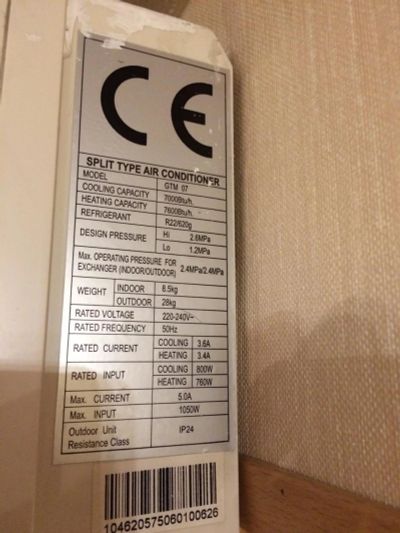 CE
SPLIT TYPE AIR CONDITIONER
MODEL GTM 07
COOLING CAPACITY 7000Btu/h
HEATING CAPACITY 7600Btu/h
REFRIGERANT R22/620g
DESIGN PRESSURE Hi 2.6MPa
Lo 1.2MPa
Max. OPERATING PRESSURE FOR
EXCHANGER (INDOOR/OUTDOOR) 2.4MPa/2.4MPa
WEIGHT INDOOR 8.5kg
OUTDOOR 28kg
RATED VOLTAGE 220-240V~
RATED FREQUENCY 50Hz
RATED CURRENT COOLING 3.6A
HEATING 3.4A
RATED INPUT COOLING 800W
HEATING 760W
Max. CURRENT 5.0A
Max. INPUT 1050W
Outdoor Unit IP24
Resistance Class
104620575060100626